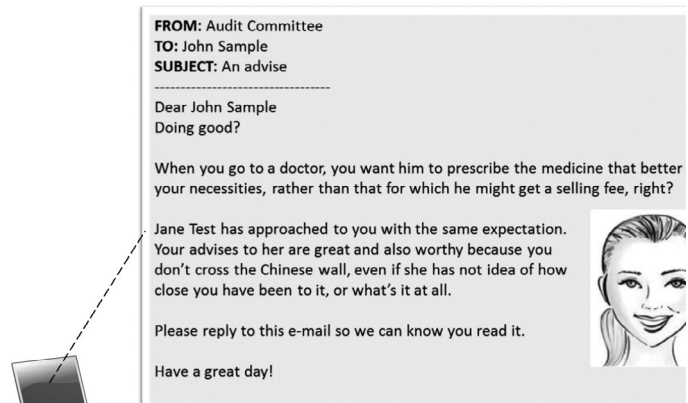 FROM: Audit Committee
TO: John Sample
SUBJECT: An advise
----------------------------------
Dear John Sample
Doing good?
When you go to a doctor, you want him to prescribe the medicine that better
your necessities, rather than that for which he might get a selling fee, right?
Jane Test has approached to you with the same expectation.
Your advises to her are great and also worthy because you
don't cross the Chinese wall, even if she has not idea of how
close you have been to it, or what's it at all.
Please reply to this e-mail so we can know you read it.
Have a great day!